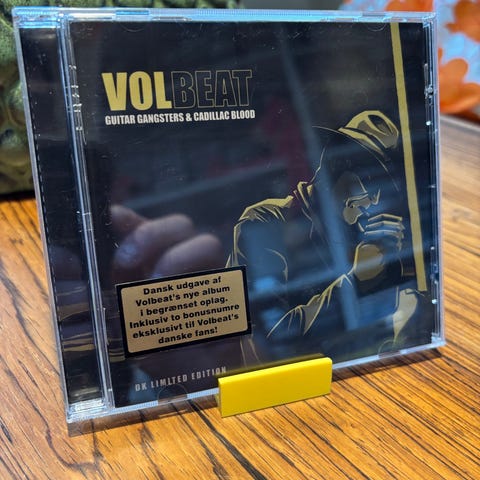 VOLBEAT
GUITAR GANGSTERS & CADILLAC BLOOD
Dansk udgave af
Volbeat's nye album
i begrænset oplag.
Inklusiv to bonusnumre
eksklusivt til Volbeat's
danske fans!
DK LIMITED EDITION